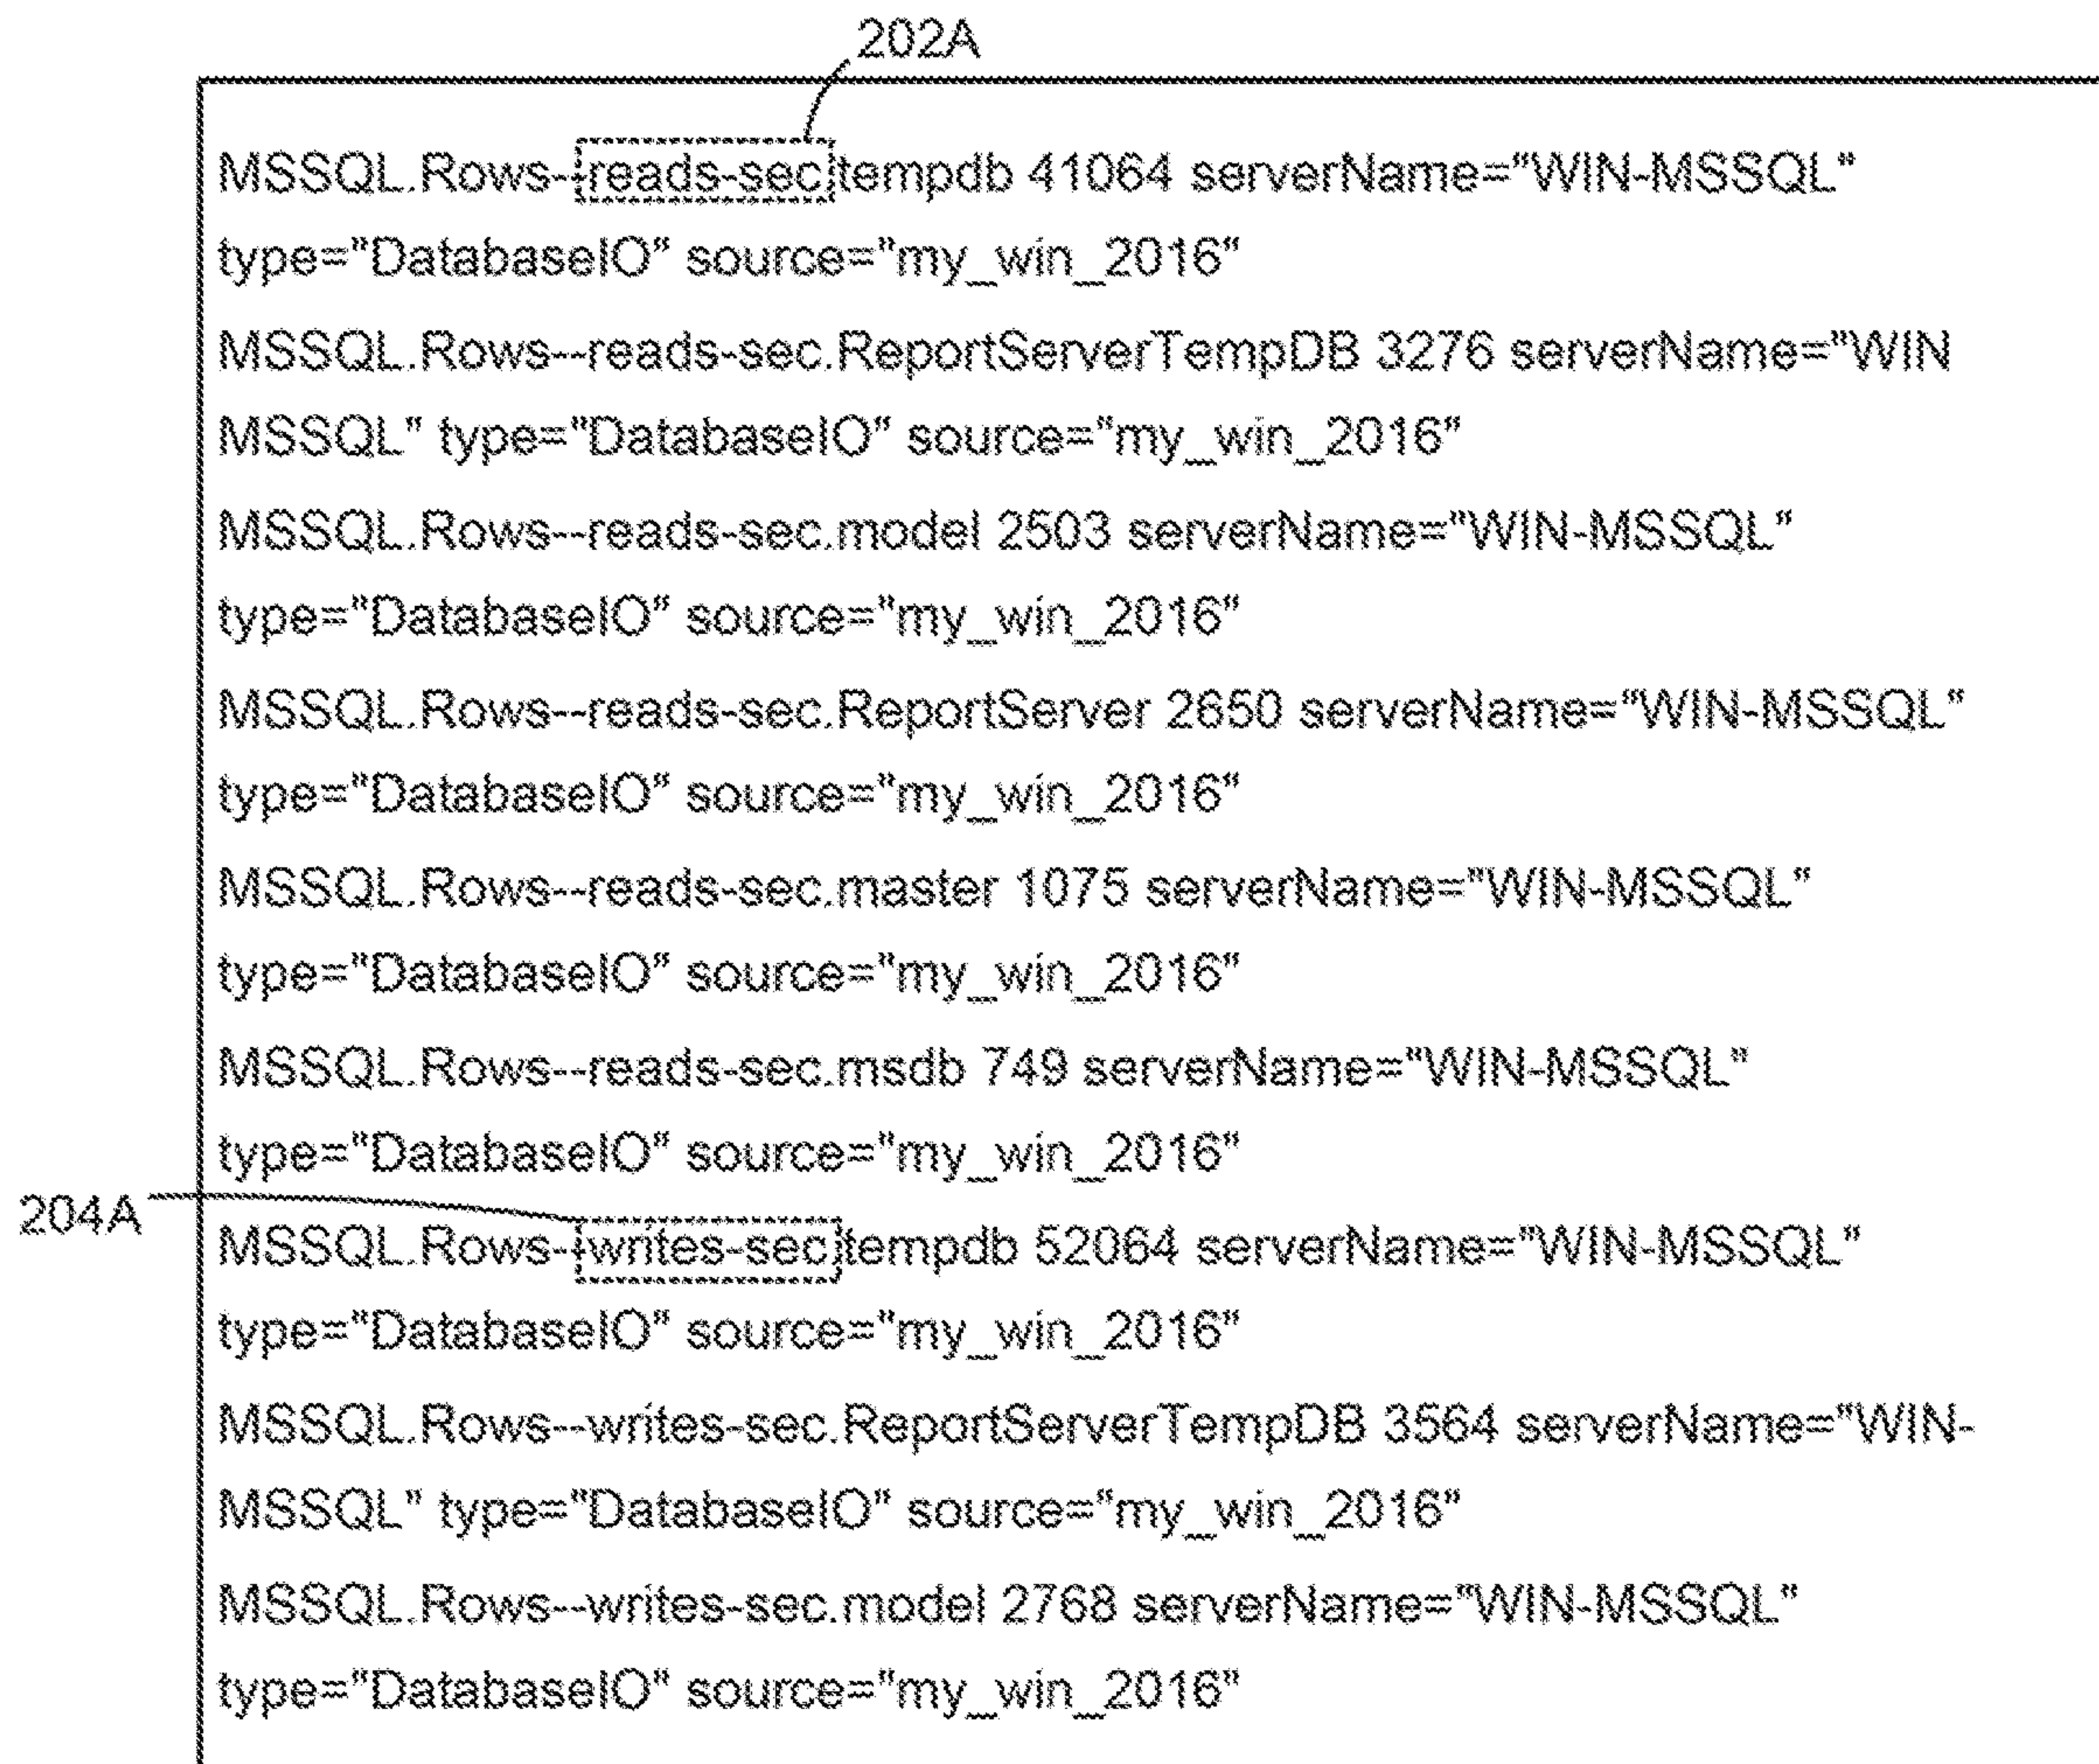 202A
MSSQL.Rows--reads-sec.tempdb 41064 serverName="WIN-MSSQL"
type="DatabaseIO" source="my_win_2016"
MSSQL.Rows--reads-sec.ReportServerTempDB 3276 serverName="WIN
MSSQL" type="DatabaseIO" source="my_win_2016"
MSSQL.Rows--reads-sec.model 2503 serverName="WIN-MSSQL"
type="DatabaseIO" source="my_win_2016"
MSSQL.Rows--reads-sec.ReportServer 2650 serverName="WIN-MSSQL"
type="DatabaseIO" source="my_win_2016"
MSSQL.Rows--reads-sec.master 1075 serverName="WIN-MSSQL"
type="DatabaseIO" source="my_win_2016"
MSSQL.Rows--reads-sec.msdb 749 serverName="WIN-MSSQL"
type="DatabaseIO" source="my_win_2016"
204A
MSSQL.Rows--writes-sec.tempdb 52064 serverName="WIN-MSSQL"
type="DatabaseIO" source="my_win_2016"
MSSQL.Rows--writes-sec.ReportServerTempDB 3564 serverName="WIN-
MSSQL" type="DatabaseIO" source="my_win_2016"
MSSQL.Rows--writes-sec.model 2768 serverName="WIN-MSSQL"
type="DatabaseIO" source="my_win_2016"